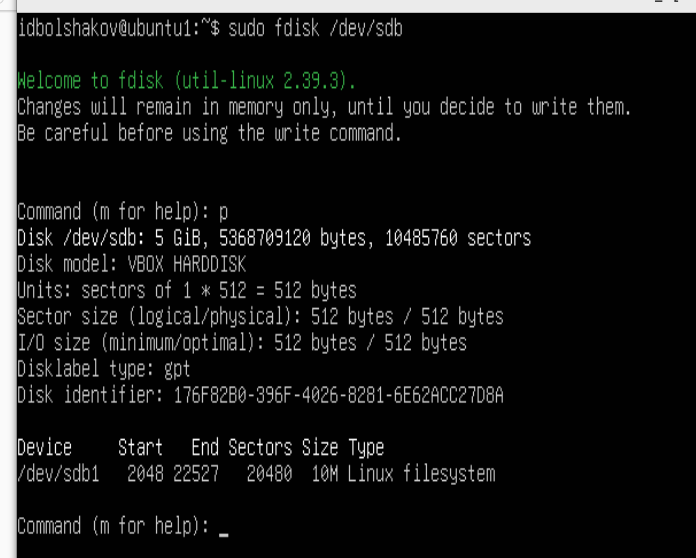 idbolshakov@ubuntu1:~$ sudo fdisk /dev/sdb
Welcome to fdisk (util-linux 2.39.3).
Changes will remain in memory only, until you decide to write them.
Be careful before using the write command.
Command (m for help): p
Disk /dev/sdb: 5 GiB, 5368709120 bytes, 10485760 sectors
Disk model: VBOX HARDDISK
Units: sectors of 1 * 512 = 512 bytes
Sector size (logical/physical): 512 bytes / 512 bytes
I/O size (minimum/optimal): 512 bytes / 512 bytes
Disklabel type: gpt
Disk identifier: 176F82B0-396F-4026-8281-6E62ACC27D8A
Device     Start   End Sectors Size Type
/dev/sdb1   2048 22527   20480  10M Linux filesystem
Command (m for help): _